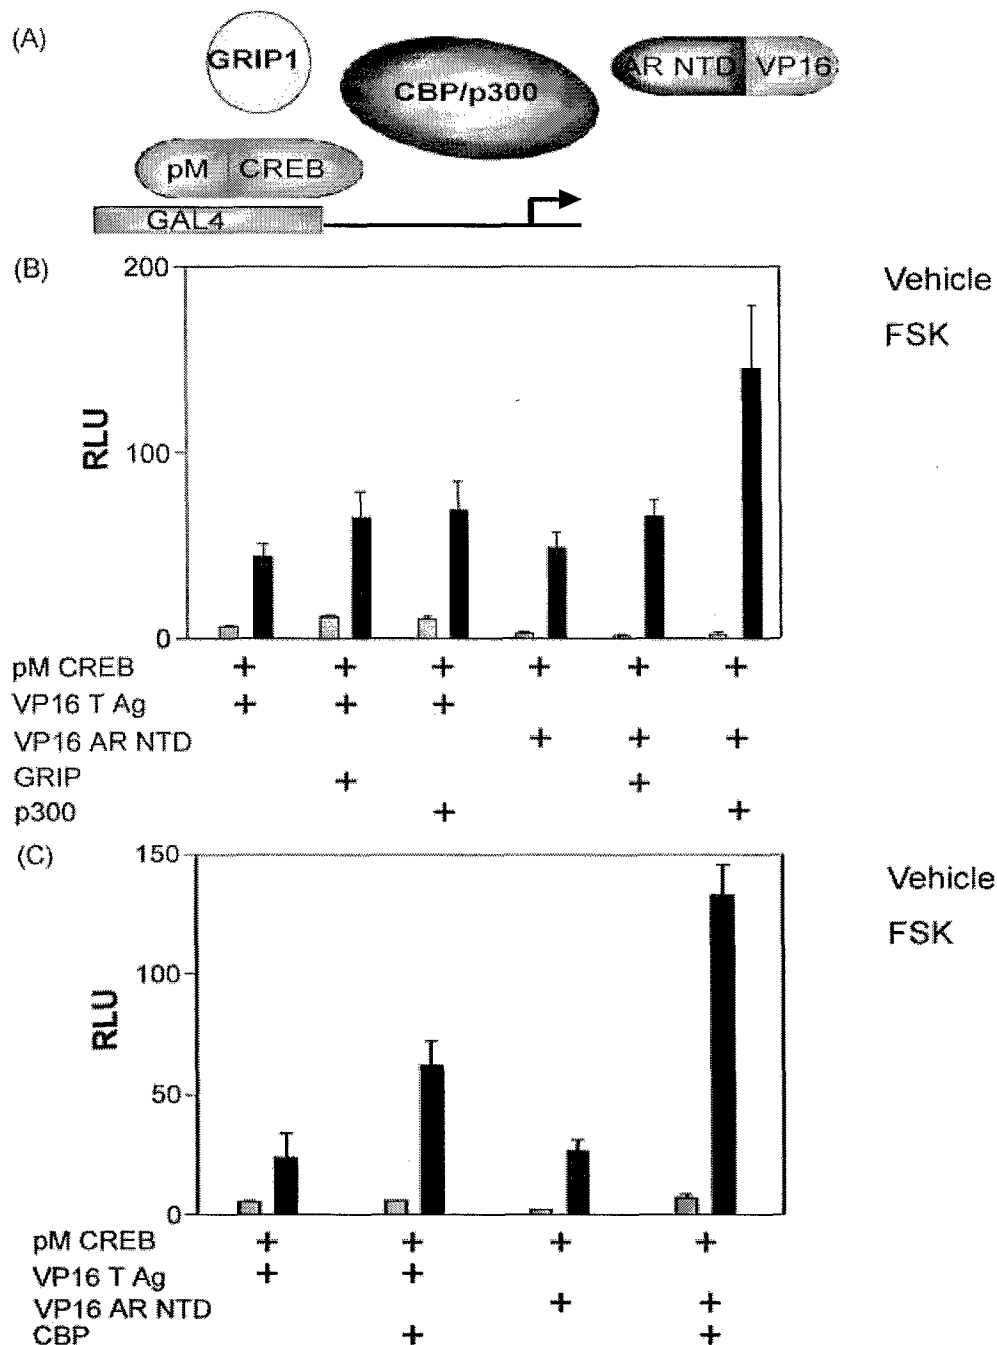 (A)
GRIP1
CBP/p300
AR NTD VP16
pM CREB
GAL4
(B)
200
100
0
RLU
Vehicle
FSK
pM CREB + + + + + +
VP16 T Ag + + +
VP16 AR NTD + + +
GRIP + +
p300 + +
(C)
150
100
50
0
RLU
Vehicle
FSK
pM CREB + + + +
VP16 T Ag + +
VP16 AR NTD + +
CBP + +